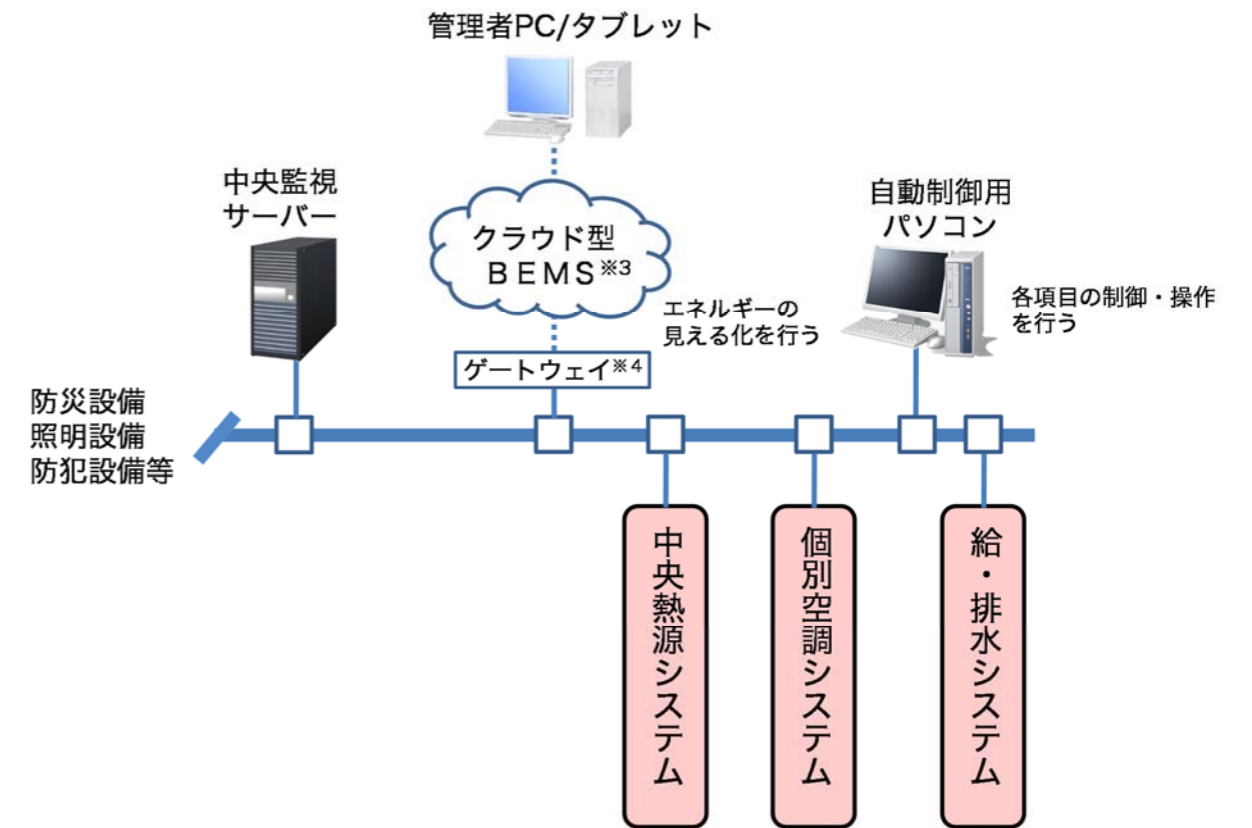 管理者PC/タブレット
中央監視
サーバー
クラウド型
ＢＥＭＳ※3
エネルギーの
見える化を行う
自動制御用
パソコン
各項目の制御・操作
を行う
ゲートウェイ※4
防災設備
照明設備
防犯設備等
中央熱源システム
個別空調システム
給・排水システム